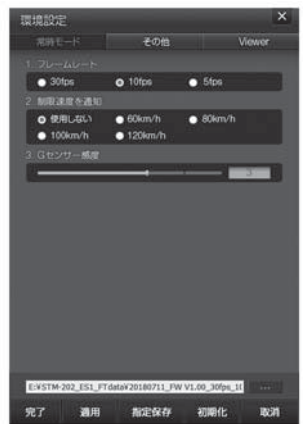 環境設定
常時モード その他 Viewer
1. フレームレート
30fps 10fps 5fps
2. 制限速度を通知
使用しない 60km/h 80km/h
100km/h 120km/h
3. Gセンサー感度
3
E:¥STM-202_ES1_FTdata¥20180711_FW V1.00_30fps_1( ...
完了 適用 指定保存 初期化 取消